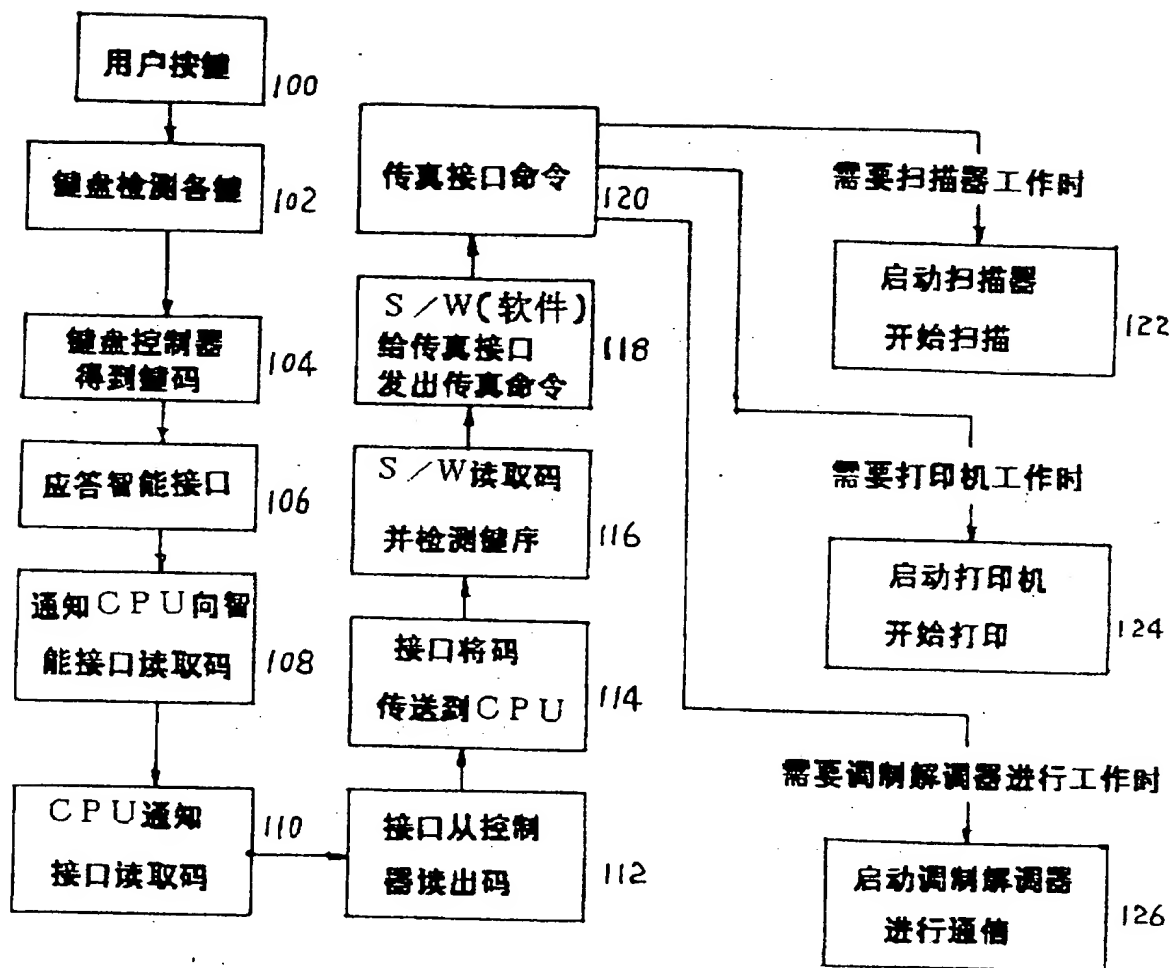 用户按键
100
键盘检测各键
102
键盘控制器
得到键码
104
应答智能接口
106
通知CPU向智
能接口读取码
108
CPU通知
接口读取码
110
接口从控制
器读出码
112
接口将码
传送到CPU
114
S/W读取码
并检测键序
116
S/W(软件)
给传真接口
发出传真命令
118
传真接口命令
120
需要扫描器工作时
启动扫描器
开始扫描
122
需要打印机工作时
启动打印机
开始打印
124
需要调制解调器进行工作时
启动调制解调器
进行通信
126